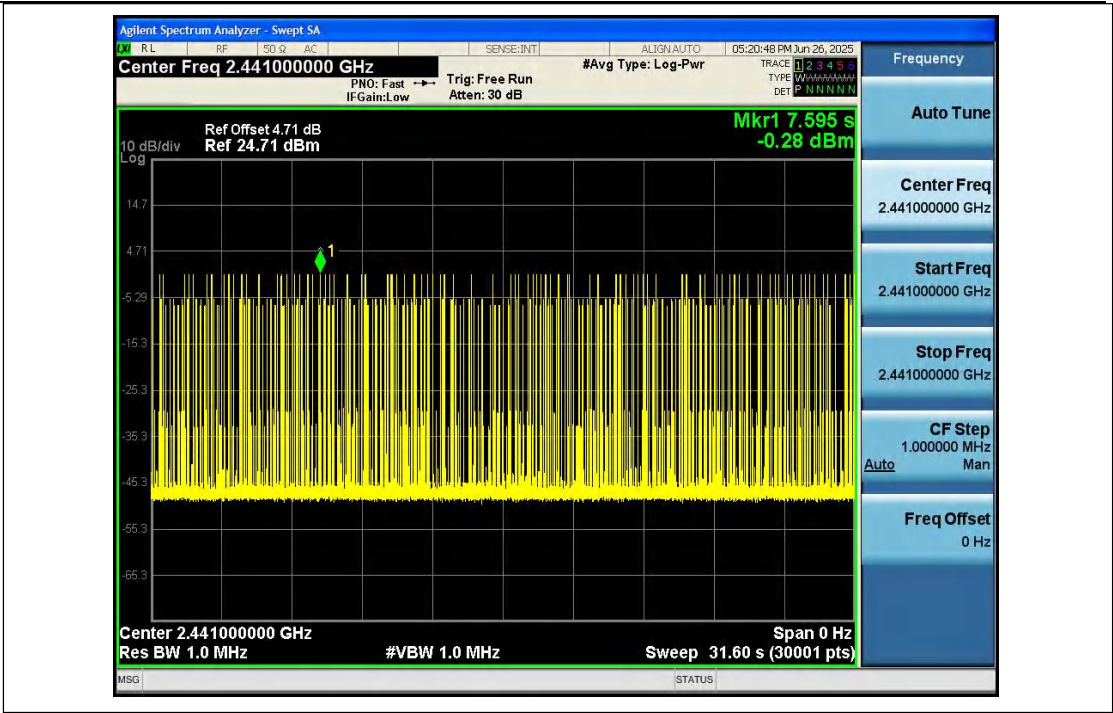 Agilent Spectrum Analyzer - Swept SA
LXI RL RF 50 Ω AC SENSE:INT ALIGN AUTO 05:20:48 PM Jun 26, 2025
Center Freq 2.441000000 GHz #Avg Type: Log-Pwr TRACE 1 2 3 4 5 6
PNO: Fast Trig: Free Run TYPE WWWWWW
IFGain:Low Atten: 30 dB DET P N N N N N
Mkr1 7.595 s
Ref Offset 4.71 dB
10 dB/div Ref 24.71 dBm -0.28 dBm
Log
14.7
4.71
1
-5.29
-15.3
-25.3
-35.3
-45.3
-55.3
-65.3
Center 2.441000000 GHz Span 0 Hz
Res BW 1.0 MHz #VBW 1.0 MHz Sweep 31.60 s (30001 pts)
MSG STATUS
Frequency
Auto Tune
Center Freq
2.441000000 GHz
Start Freq
2.441000000 GHz
Stop Freq
2.441000000 GHz
CF Step
1.000000 MHz
Auto Man
Freq Offset
0 Hz